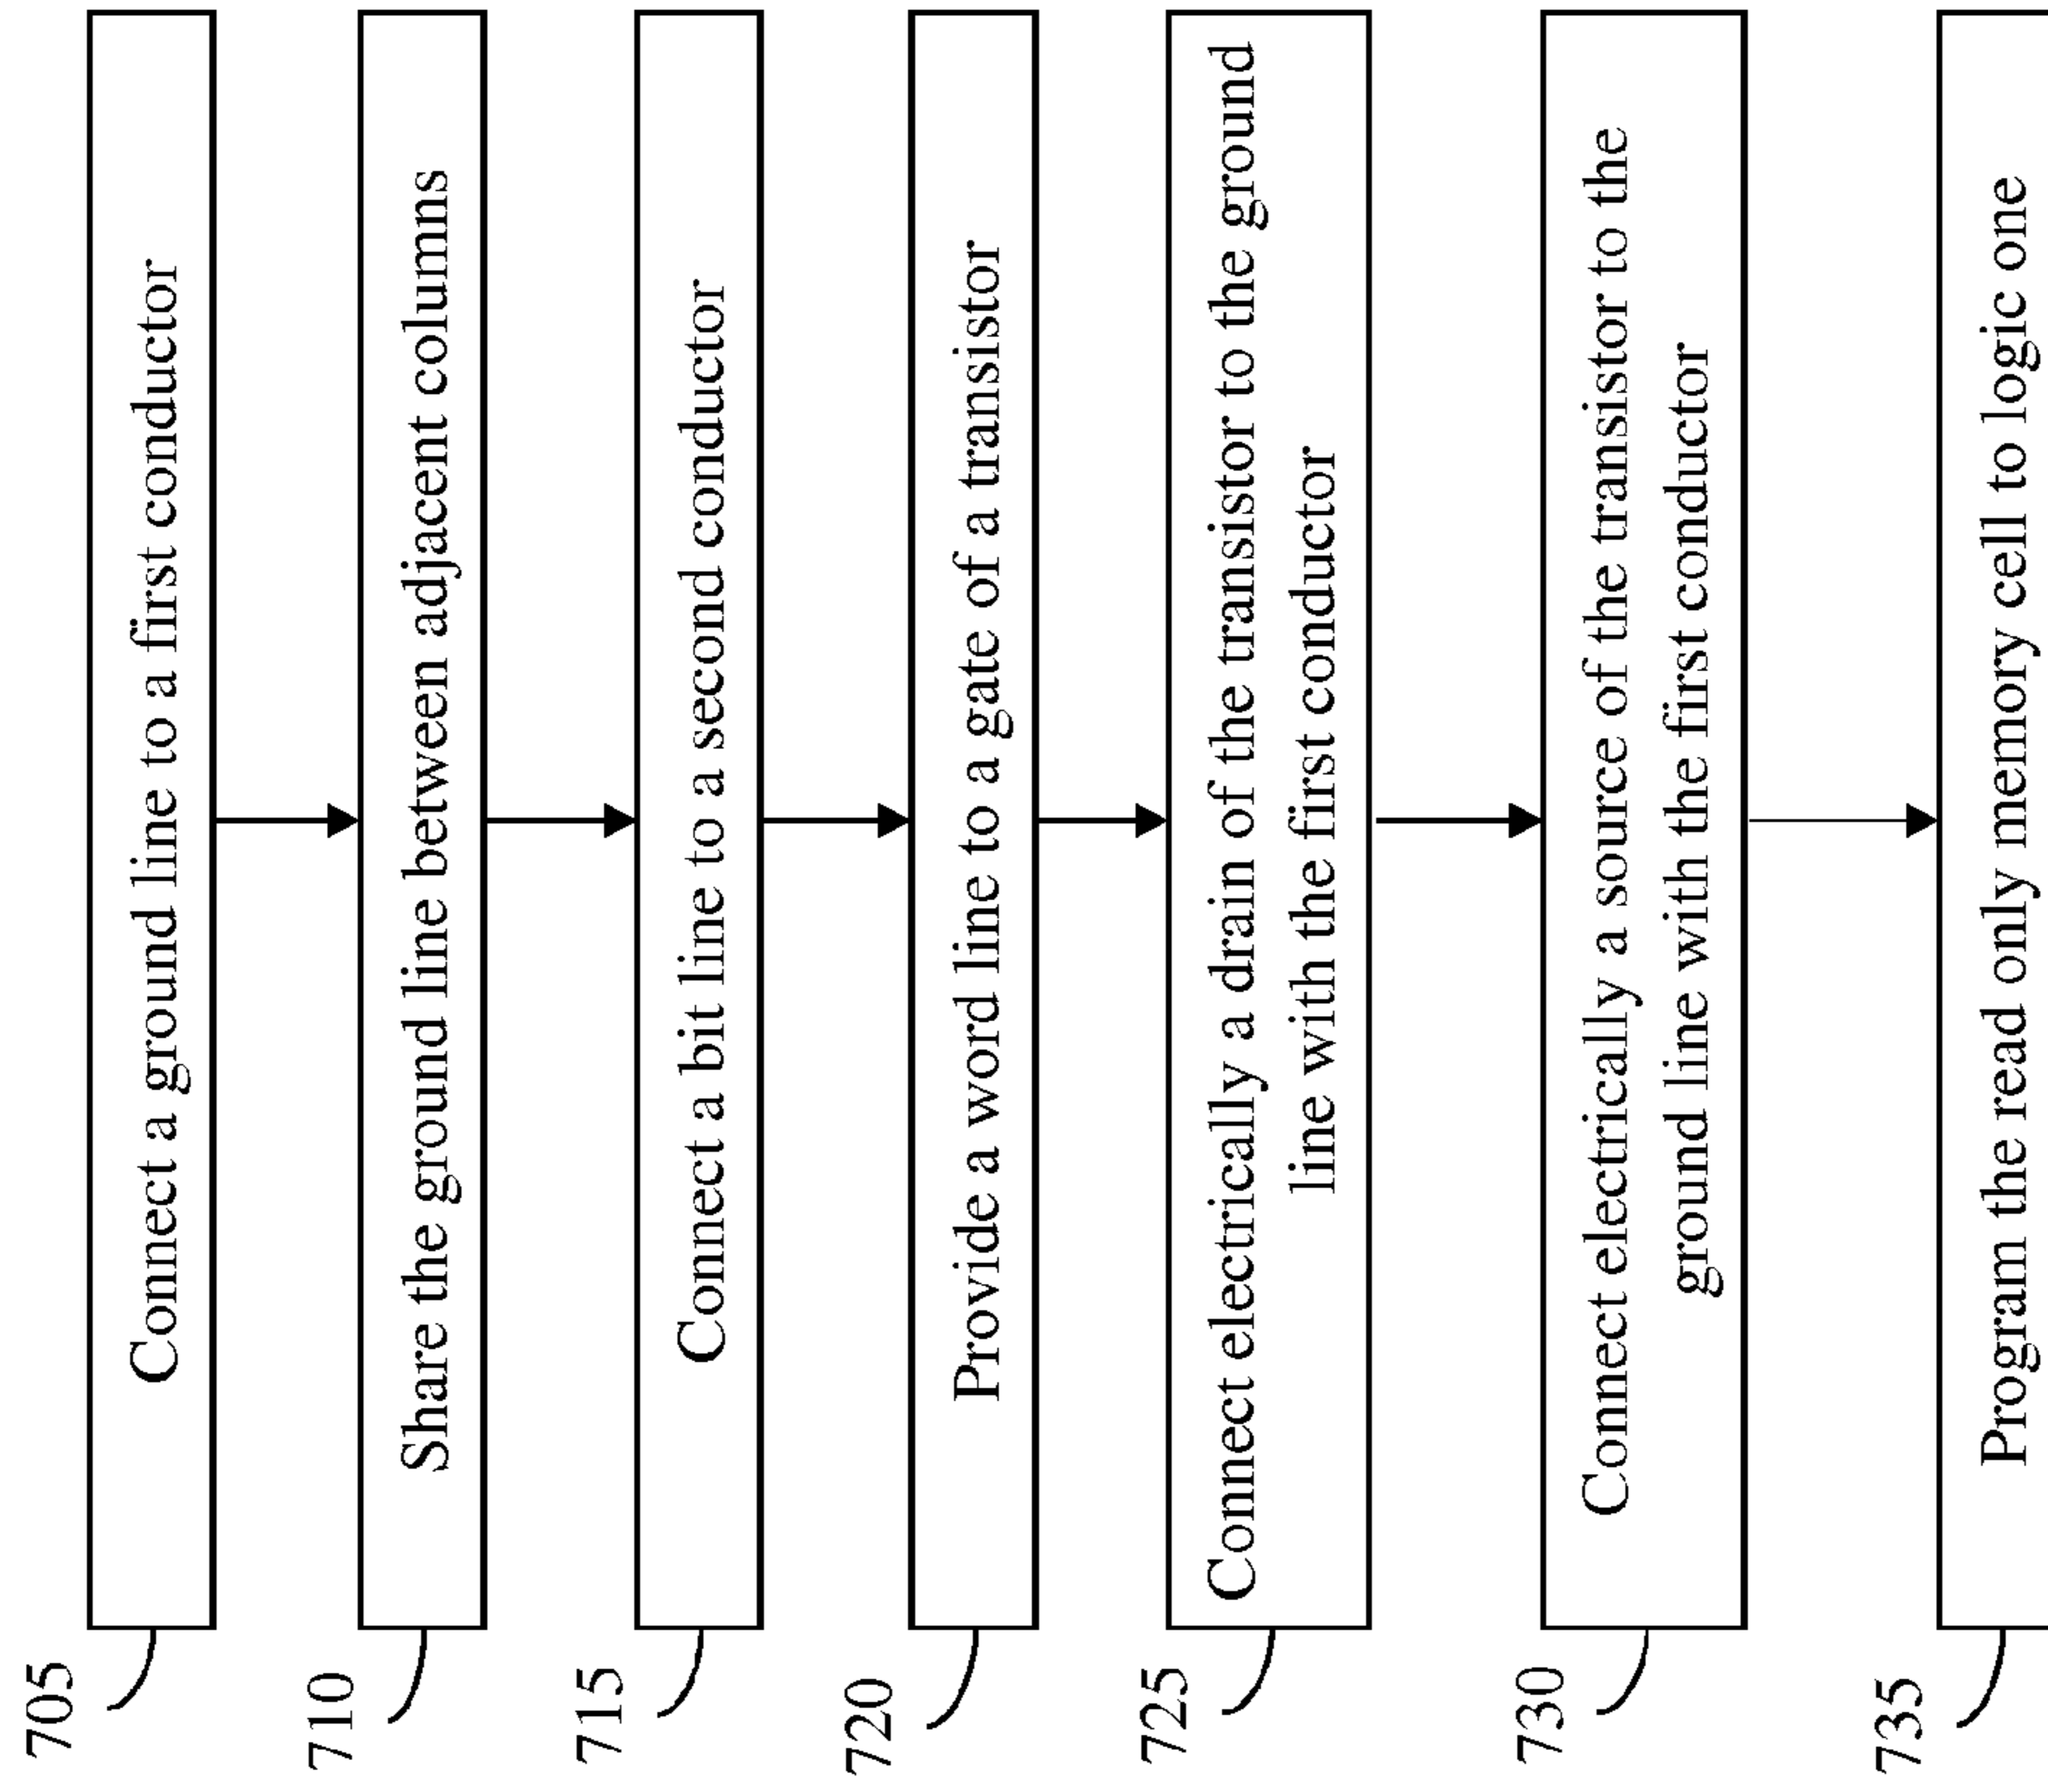 705
Connect a ground line to a first conductor
710
Share the ground line between adjacent columns
715
Connect a bit line to a second conductor
720
Provide a word line to a gate of a transistor
725
Connect electrically a drain of the transistor to the ground
line with the first conductor
730
Connect electrically a source of the transistor to the
ground line with the first conductor
735
Program the read only memory cell to logic one